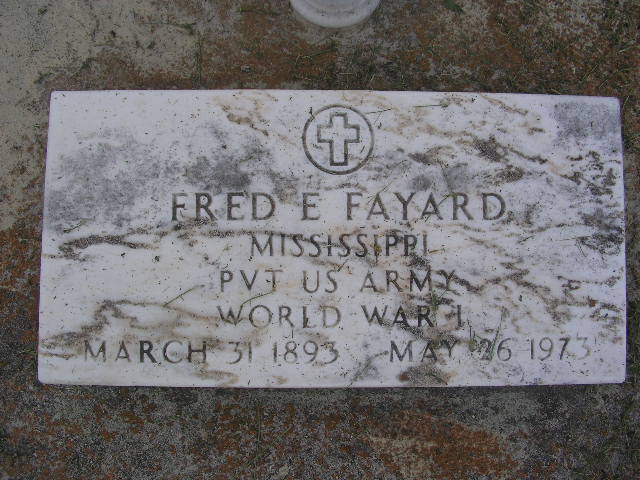 FRED E FAYARD
MISSISSIPPI
PVT US ARMY
WORLD WAR I
MARCH 31 1893 MAY 26 1973